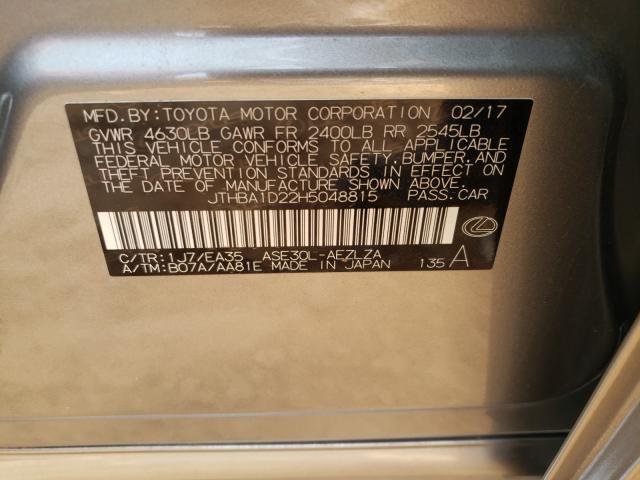 MFD.BY:TOYOTA MOTOR CORPORATION 02/17
GVWR 4630LB GAWR FR 2400LB RR 2545LB
THIS VEHICLE CONFORMS TO ALL APPLICABLE
FEDERAL MOTOR VEHICLE SAFETY,BUMPER,AND
THEFT PREVENTION STANDARDS IN EFFECT ON
THE DATE OF MANUFACTURE SHOWN ABOVE.
JTHBA1D22H5048815 PASS.CAR
C/TR:1J7/EA35 ASE30L-AEZLZA
A/TM:B07A/AA81E MADE IN JAPAN 135 A